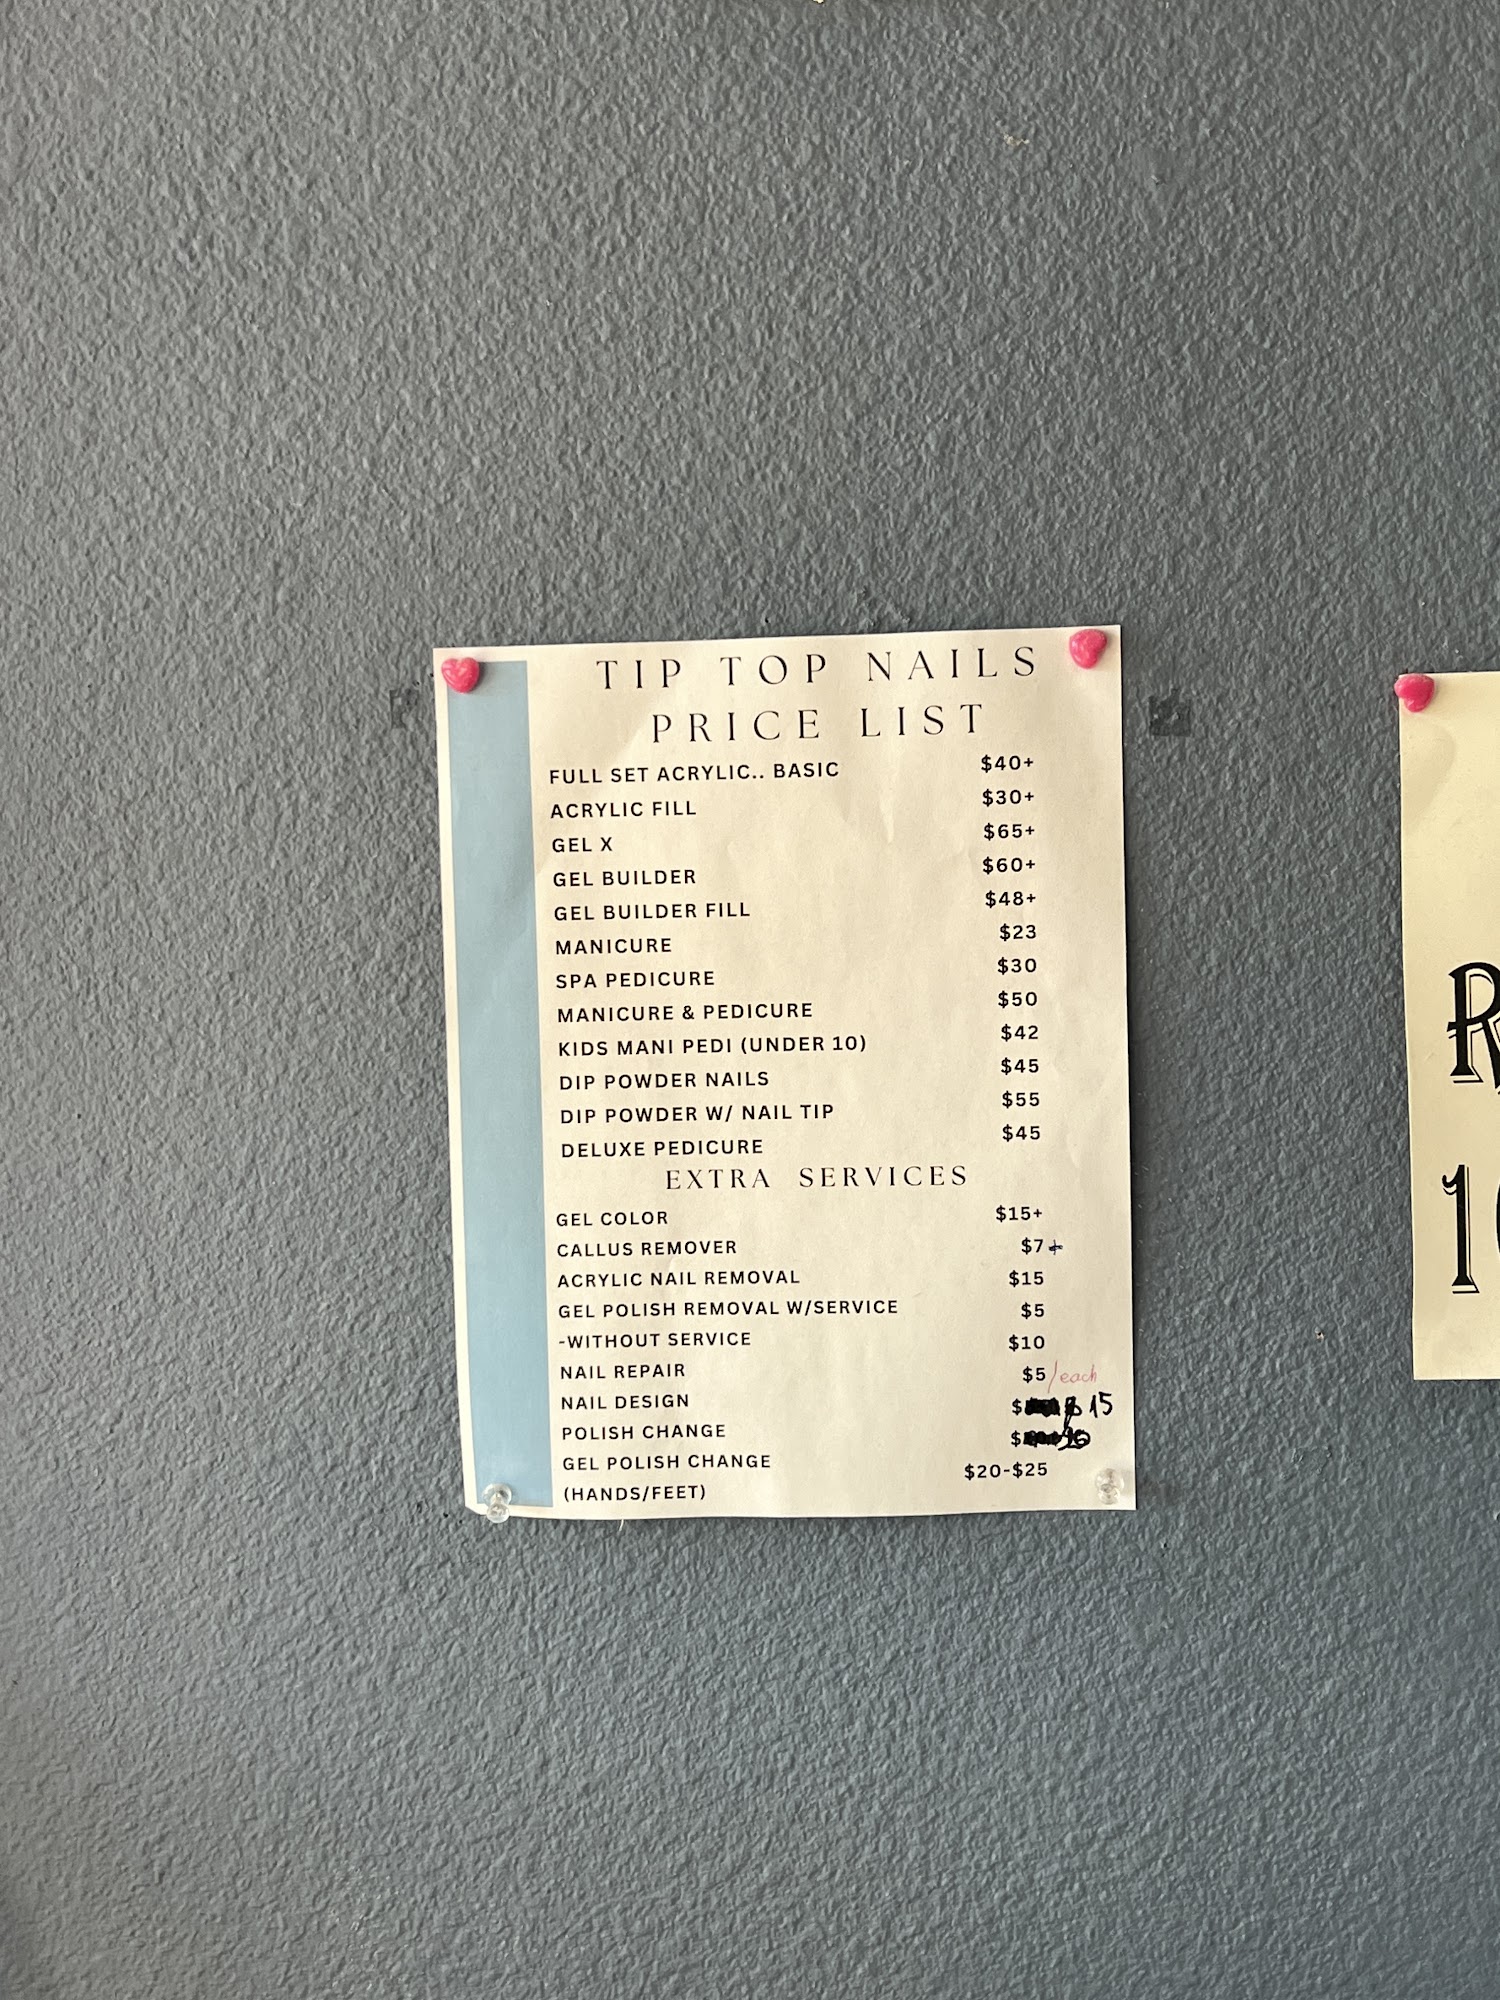 TIP TOP NAILS
PRICE LIST
FULL SET ACRYLIC.. BASIC $40+
ACRYLIC FILL $30+
GEL X $65+
GEL BUILDER $60+
GEL BUILDER FILL $48+
MANICURE $23
SPA PEDICURE $30
MANICURE & PEDICURE $50
KIDS MANI PEDI (UNDER 10) $42
DIP POWDER NAILS $45
DIP POWDER W/ NAIL TIP $55
DELUXE PEDICURE $45
EXTRA SERVICES
GEL COLOR $15+
CALLUS REMOVER $7+
ACRYLIC NAIL REMOVAL $15
GEL POLISH REMOVAL W/SERVICE $5
-WITHOUT SERVICE $10
NAIL REPAIR $5/each
NAIL DESIGN $ 15
POLISH CHANGE $
GEL POLISH CHANGE $20-$25
(HANDS/FEET)